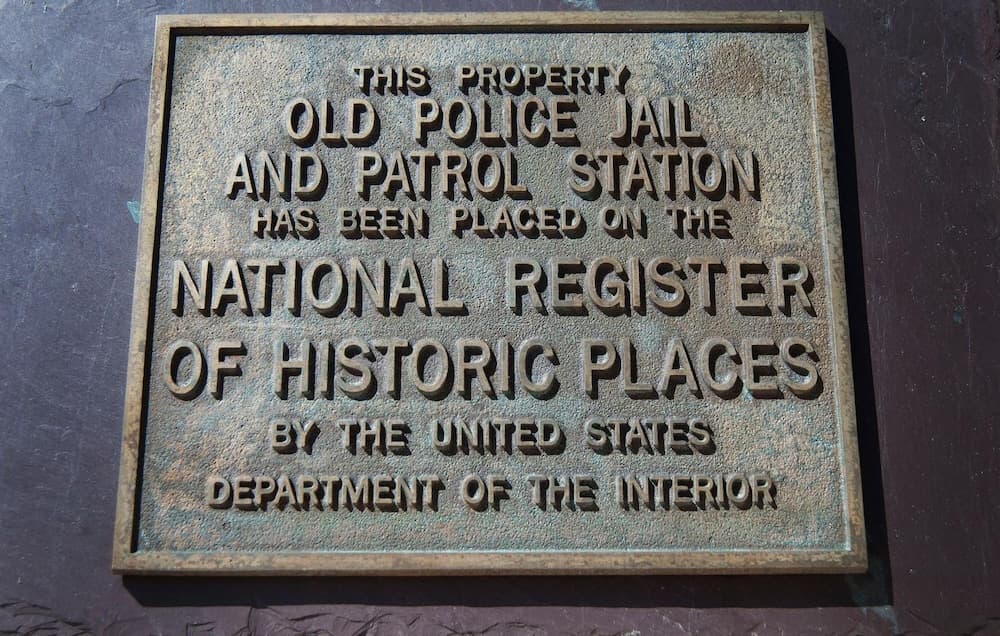 THIS PROPERTY
OLD POLICE JAIL
AND PATROL STATION
HAS BEEN PLACED ON THE
NATIONAL REGISTER
OF HISTORIC PLACES
BY THE UNITED STATES
DEPARTMENT OF THE INTERIOR